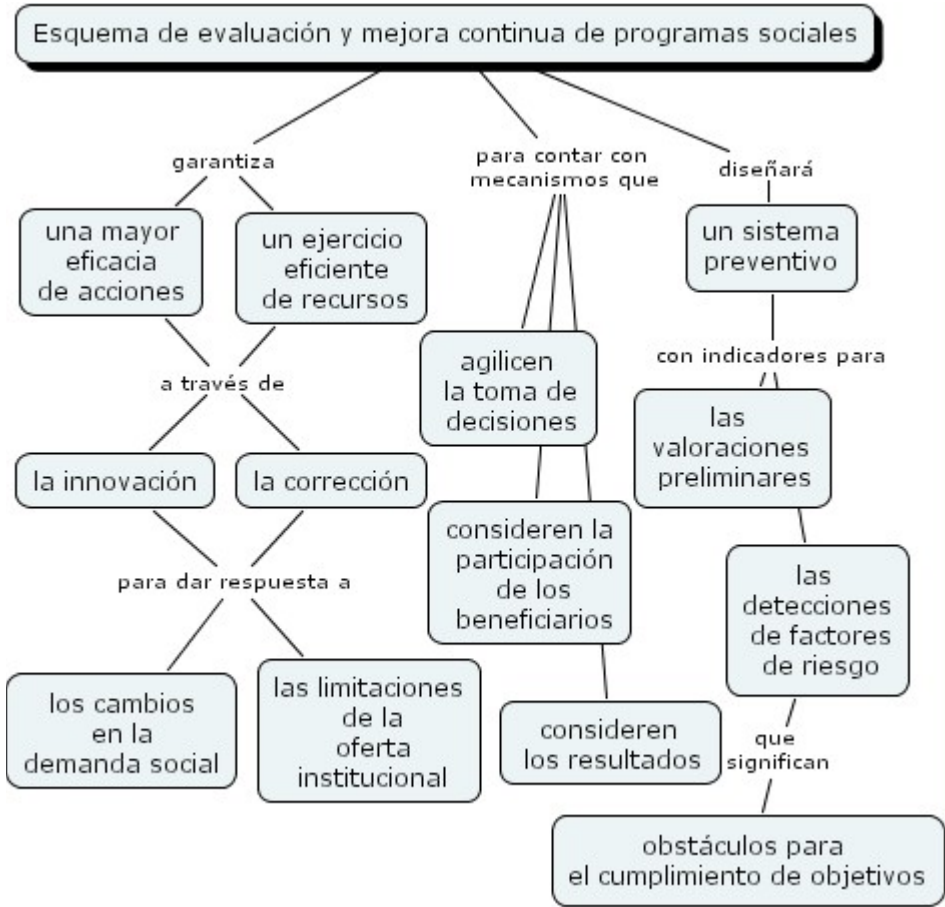 Esquema de evaluación y mejora continua de programas sociales
garantiza
una mayor
eficacia
de acciones
un ejercicio
eficiente
de recursos
a través de
la innovación
la corrección
para dar respuesta a
los cambios
en la
demanda social
las limitaciones
de la
oferta
institucional
para contar con
mecanismos que
agilicen
la toma de
decisiones
consideren la
participación
de los
beneficiarios
consideren
los resultados
diseñará
un sistema
preventivo
con indicadores para
las
valoraciones
preliminares
las
detecciones
de factores
de riesgo
que
significan
obstáculos para
el cumplimiento de objetivos